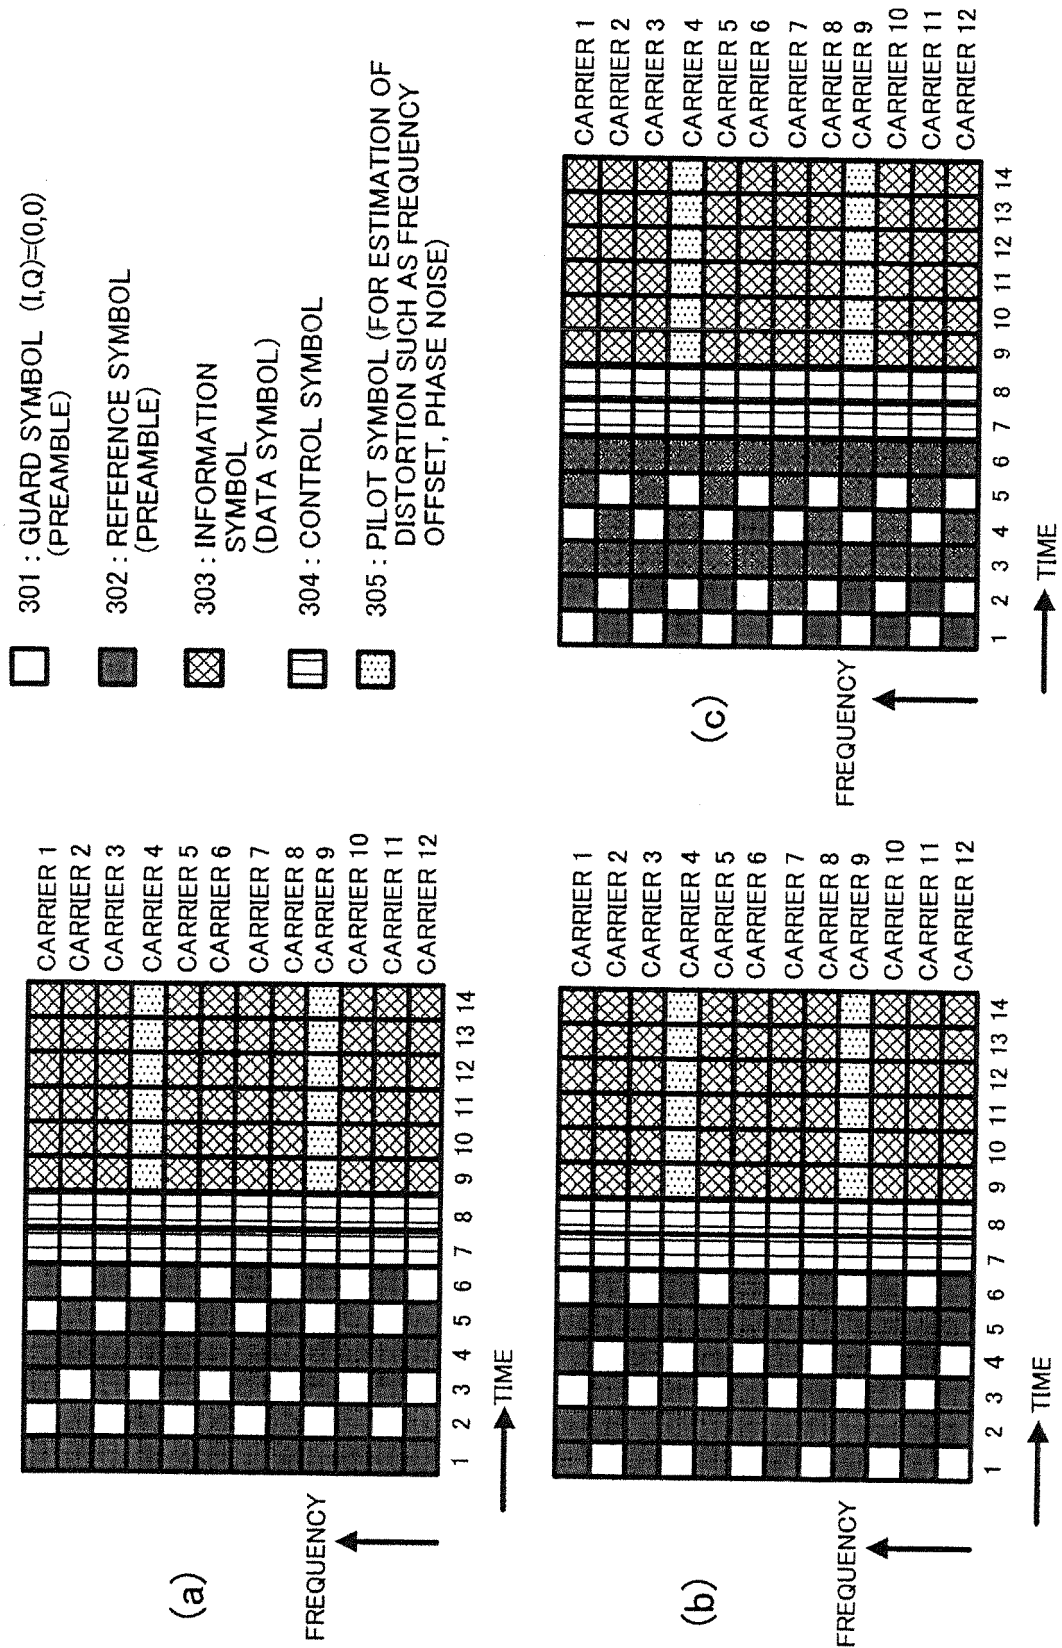 301 : GUARD SYMBOL (I,Q)=(0,0)
(PREAMBLE)
302 : REFERENCE SYMBOL
(PREAMBLE)
303 : INFORMATION
SYMBOL
(DATA SYMBOL)
304 : CONTROL SYMBOL
305 : PILOT SYMBOL (FOR ESTIMATION OF
DISTORTION SUCH AS FREQUENCY
OFFSET, PHASE NOISE)
(a)
FREQUENCY
CARRIER 1
CARRIER 2
CARRIER 3
CARRIER 4
CARRIER 5
CARRIER 6
CARRIER 7
CARRIER 8
CARRIER 9
CARRIER 10
CARRIER 11
CARRIER 12
1 2 3 4 5 6 7 8 9 10 11 12 13 14
TIME
(b)
FREQUENCY
CARRIER 1
CARRIER 2
CARRIER 3
CARRIER 4
CARRIER 5
CARRIER 6
CARRIER 7
CARRIER 8
CARRIER 9
CARRIER 10
CARRIER 11
CARRIER 12
1 2 3 4 5 6 7 8 9 10 11 12 13 14
TIME
(c)
FREQUENCY
CARRIER 1
CARRIER 2
CARRIER 3
CARRIER 4
CARRIER 5
CARRIER 6
CARRIER 7
CARRIER 8
CARRIER 9
CARRIER 10
CARRIER 11
CARRIER 12
1 2 3 4 5 6 7 8 9 10 11 12 13 14
TIME